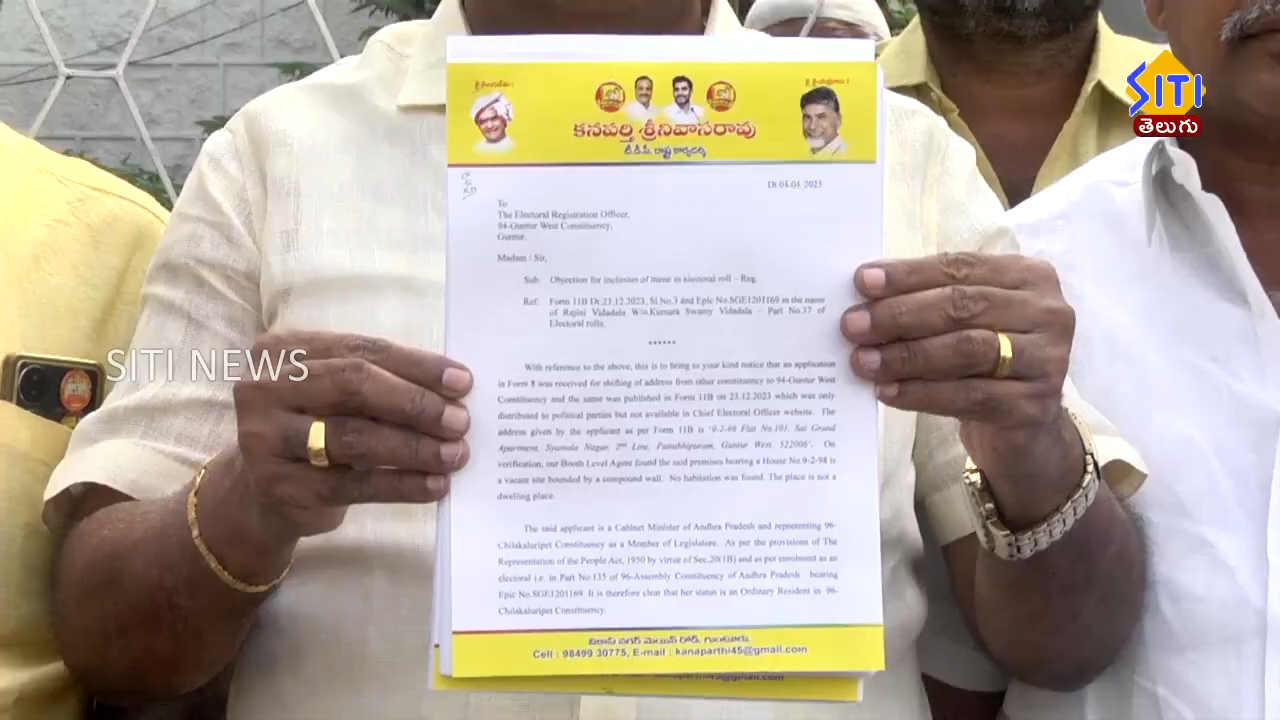 SITI
తెలుగు
కనపర్తి శ్రీనివాసరావు
టి.డి.పి. రాష్ట్ర కార్యదర్శి
Dt.04-01-2023
To
The Electoral Registration Officer,
94-Guntur West Constituency,
Guntur.
Madam / Sir,
Sub: Objection for inclusion of name in electoral roll – Reg.
Ref: Form 11B Dt:23.12.2023, Sl.No.3 and Epic No.SGE1201169 in the name
of Rajini Vidadala W/o.Kumara Swamy Vidadala – Part No.37 of
Electoral rolls.
******
With reference to the above, this is to bring to your kind notice that an application
in Form 8 was received for shifting of address from other constituency to 94-Guntur West
Constituency and the same was published in Form 11B on 23.12.2023 which was only
distributed to political parties but not available in Chief Electoral Officer website. The
address given by the applicant as per Form 11B is '9-2-98 Flat No.101, Sai Grand
Apartment, Syamala Nagar, 2nd Line, Pattabhipuram, Guntur West, 522006'. On
verification, our Booth Level Agent found the said premises bearing a House No.9-2-98 is
a vacant site bounded by a compound wall. No habitation was found. The place is not a
dwelling place.
The said applicant is a Cabinet Minister of Andhra Pradesh and representing 96-
Chilakaluripet Constituency as a Member of Legislature. As per the provisions of The
Representation of the People Act, 1950 by virtue of Sec.20(1B) and as per enrolment as an
electoral i.e. in Part No.135 of 96-Assembly Constituency of Andhra Pradesh bearing
Epic No.SGE1201169. It is therefore clear that her status is an Ordinary Resident in 96-
Chilakaluripet Constituency.
వికాస్ నగర్ మెయిన్ రోడ్, గుంటూరు.
Cell : 98499 30775, E-mail : kanaparthi45@gmail.com
SITI NEWS